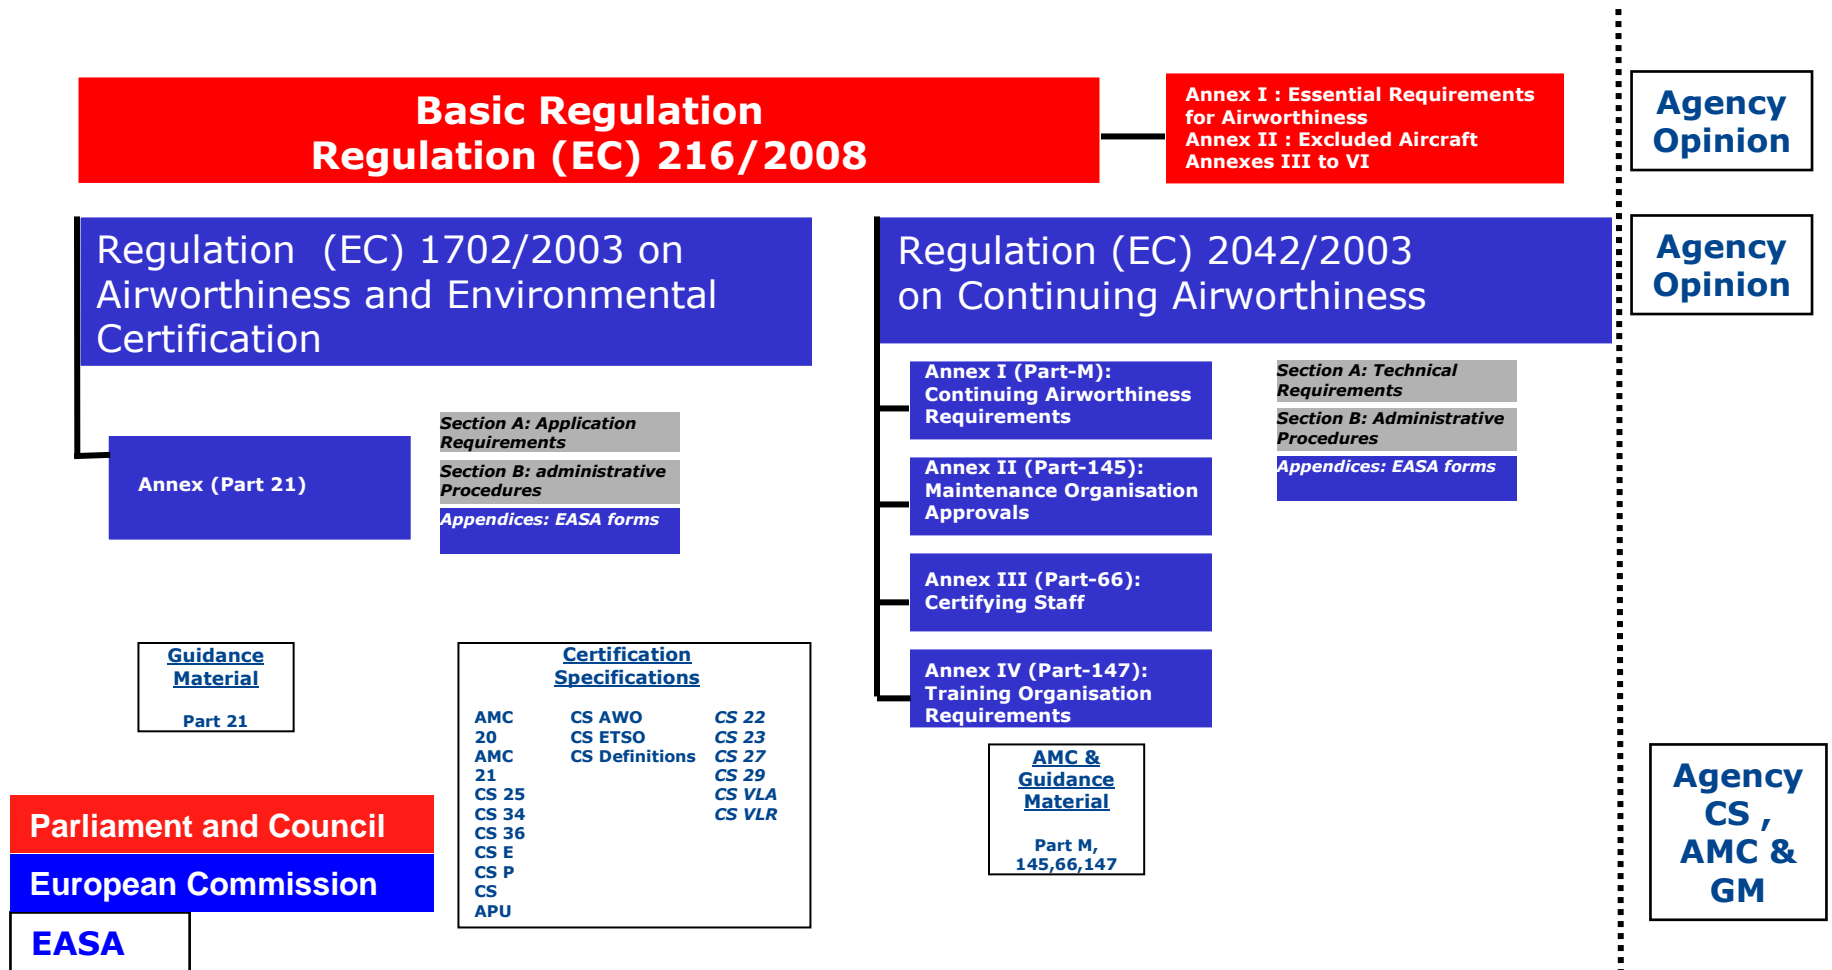 Basic Regulation
Regulation (EC) 216/2008
Annex I : Essential Requirements
for Airworthiness
Annex II : Excluded Aircraft
Annexes III to VI
Agency
Opinion
Regulation (EC) 1702/2003 on
Airworthiness and Environmental
Certification
Regulation (EC) 2042/2003
on Continuing Airworthiness
Agency
Opinion
Annex (Part 21)
Section A: Application
Requirements
Section B: administrative
Procedures
Appendices: EASA forms
Annex I (Part-M):
Continuing Airworthiness
Requirements
Annex II (Part-145):
Maintenance Organisation
Approvals
Annex III (Part-66):
Certifying Staff
Annex IV (Part-147):
Training Organisation
Requirements
Section A: Technical
Requirements
Section B: Administrative
Procedures
Appendices: EASA forms
Guidance
Material
Part 21
Certification
Specifications
AMC
20
AMC
21
CS 25
CS 34
CS 36
CS E
CS P
CS
APU
CS AWO
CS ETSO
CS Definitions
CS 22
CS 23
CS 27
CS 29
CS VLA
CS VLR
AMC &
Guidance
Material
Part M,
145,66,147
Agency
CS ,
AMC &
GM
Parliament and Council
European Commission
EASA